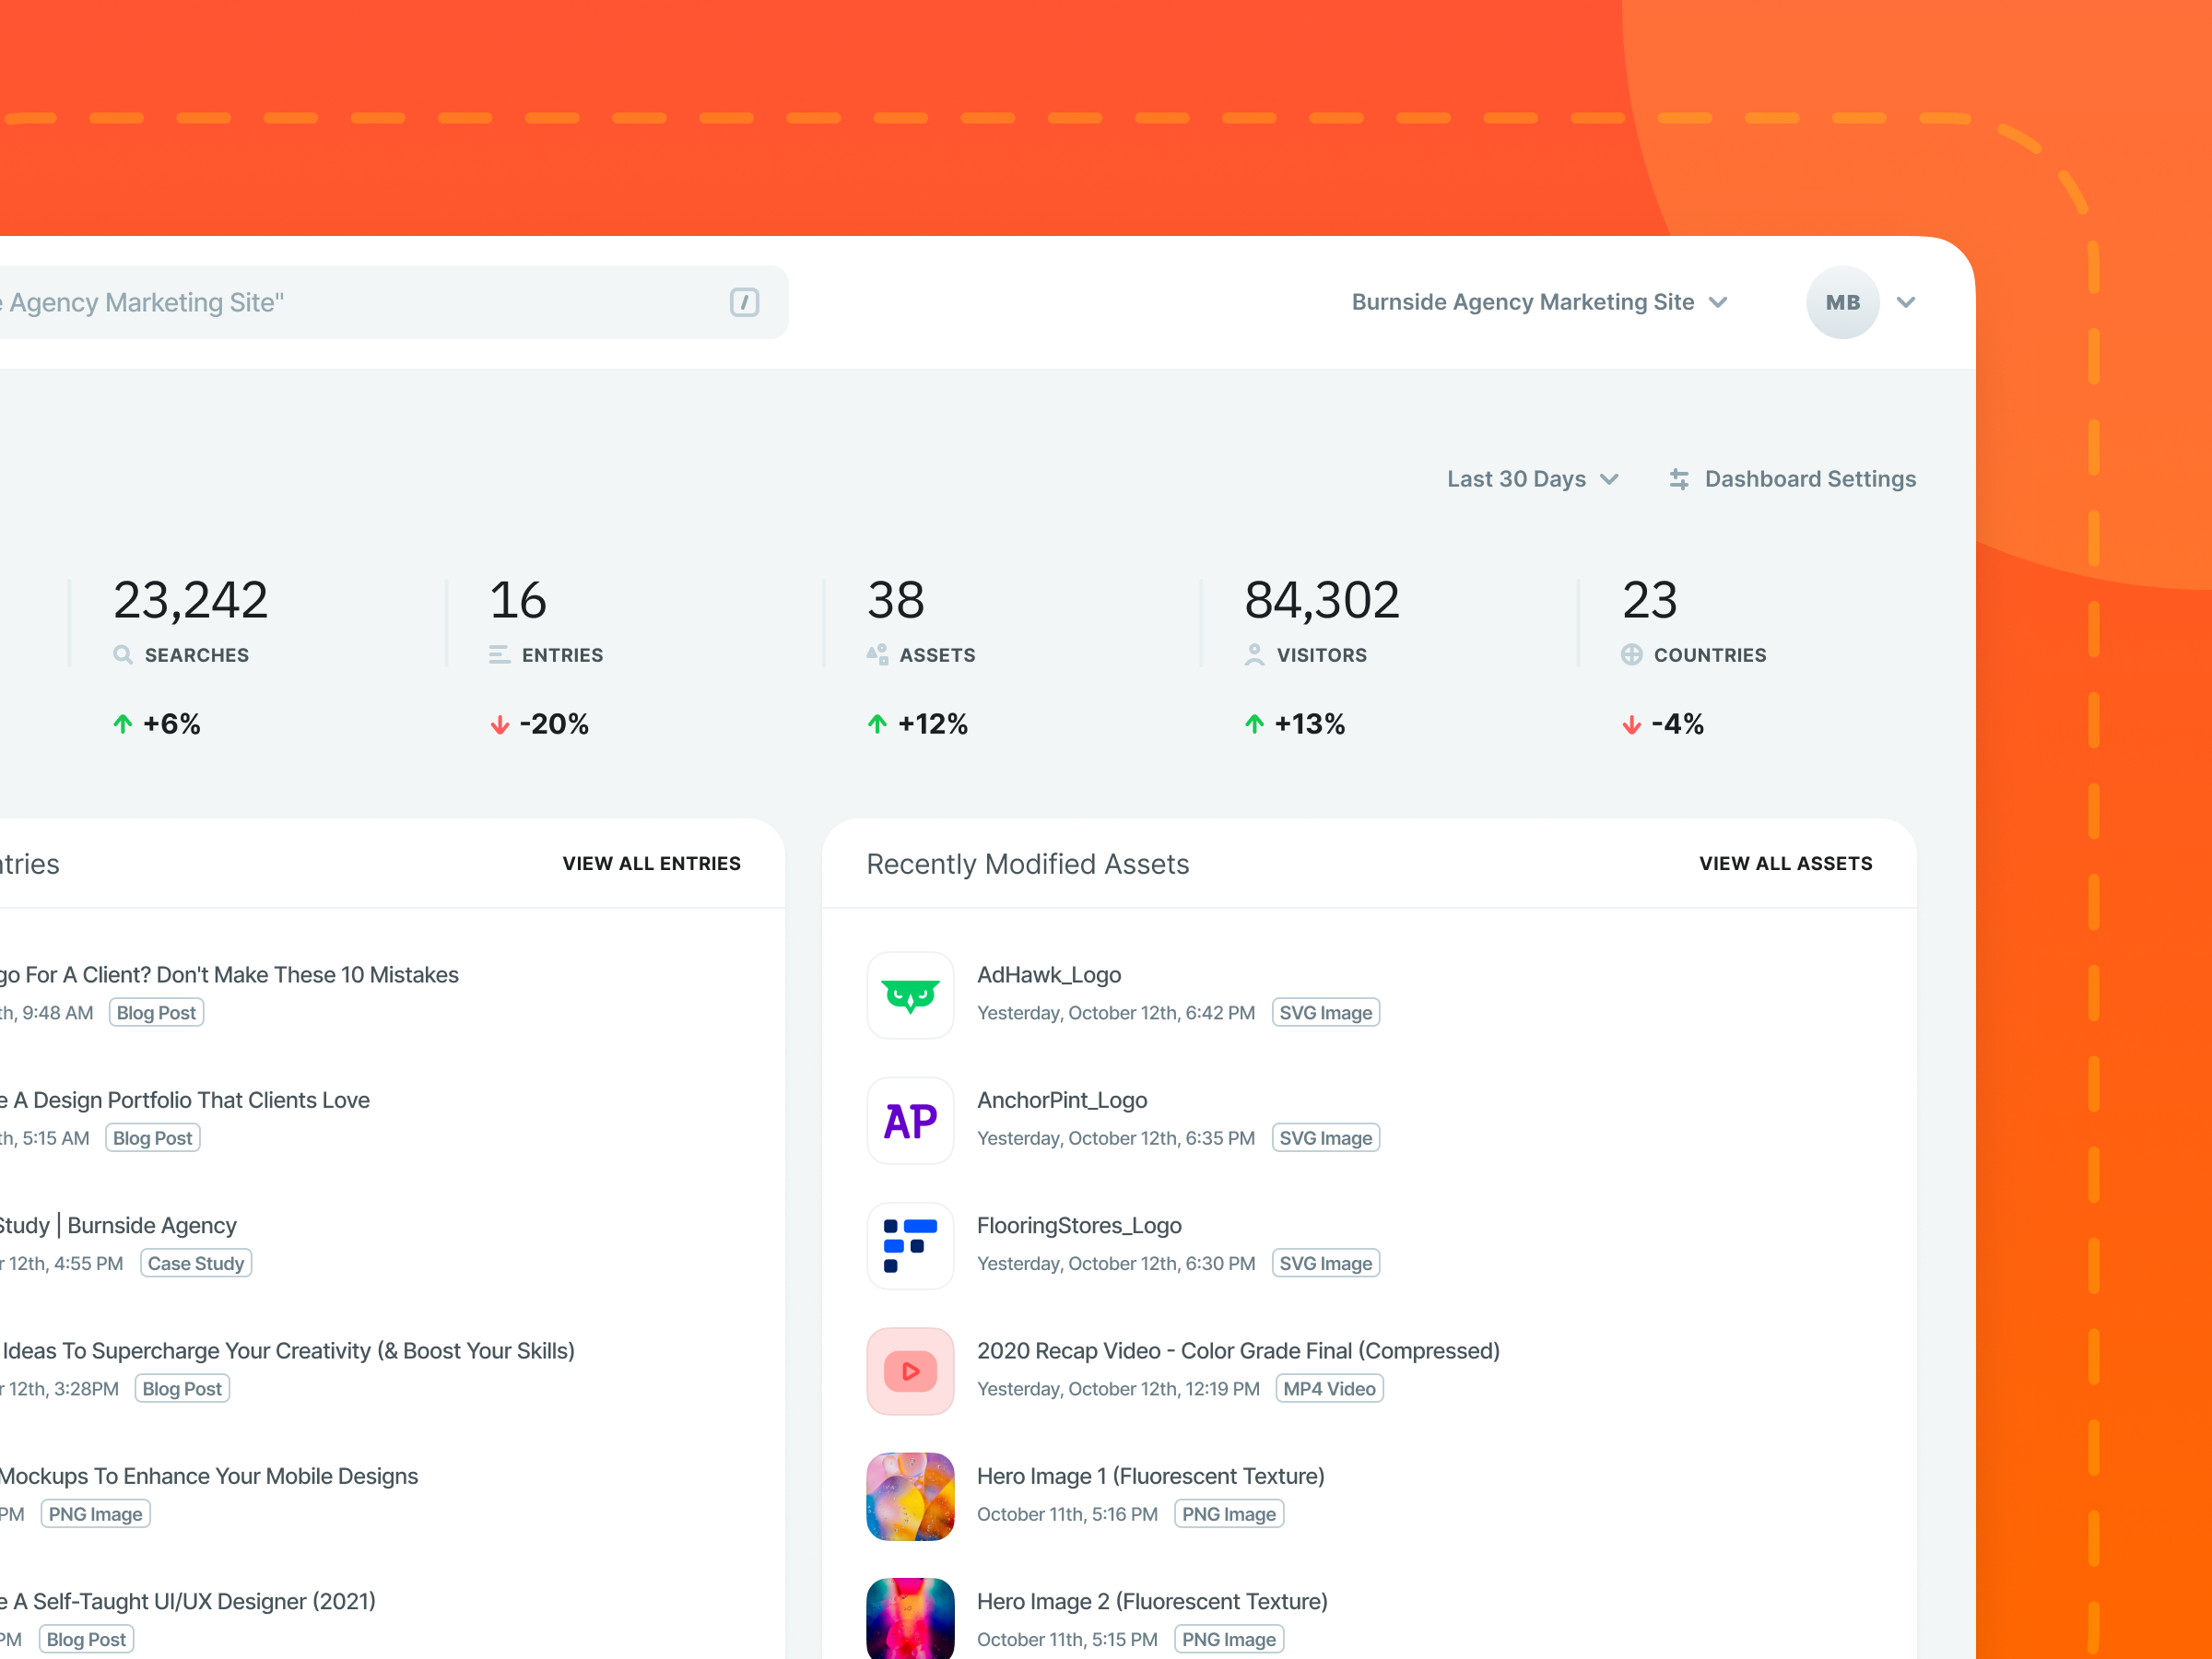 Agency Marketing Site" /
Burnside Agency Marketing Site
MB
Last 30 Days
Dashboard Settings
23,242
SEARCHES
+6%
16
ENTRIES
-20%
38
ASSETS
+12%
84,302
VISITORS
+13%
23
COUNTRIES
-4%
VIEW ALL ENTRIES
For A Client? Don't Make These 10 Mistakes
9:48 AM Blog Post
A Design Portfolio That Clients Love
5:15 AM Blog Post
Study | Burnside Agency
12th, 4:55 PM Case Study
Ideas To Supercharge Your Creativity (& Boost Your Skills)
12th, 3:28PM Blog Post
Mockups To Enhance Your Mobile Designs
PM PNG Image
A Self-Taught UI/UX Designer (2021)
PM Blog Post
Recently Modified Assets
VIEW ALL ASSETS
AdHawk_Logo
Yesterday, October 12th, 6:42 PM SVG Image
AP
AnchorPint_Logo
Yesterday, October 12th, 6:35 PM SVG Image
FlooringStores_Logo
Yesterday, October 12th, 6:30 PM SVG Image
2020 Recap Video - Color Grade Final (Compressed)
Yesterday, October 12th, 12:19 PM MP4 Video
Hero Image 1 (Fluorescent Texture)
October 11th, 5:16 PM PNG Image
Hero Image 2 (Fluorescent Texture)
October 11th, 5:15 PM PNG Image